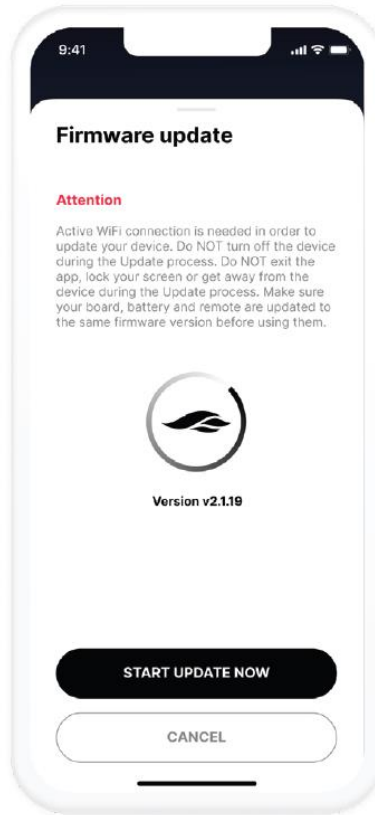 9:41
Firmware update
Attention
Active WiFi connection is needed in order to
update your device. Do NOT turn off the device
during the Update process. Do NOT exit the
app, lock your screen or get away from the
device during the Update process. Make sure
your board, battery and remote are updated to
the same firmware version before using them.
Version v2.1.19
START UPDATE NOW
CANCEL